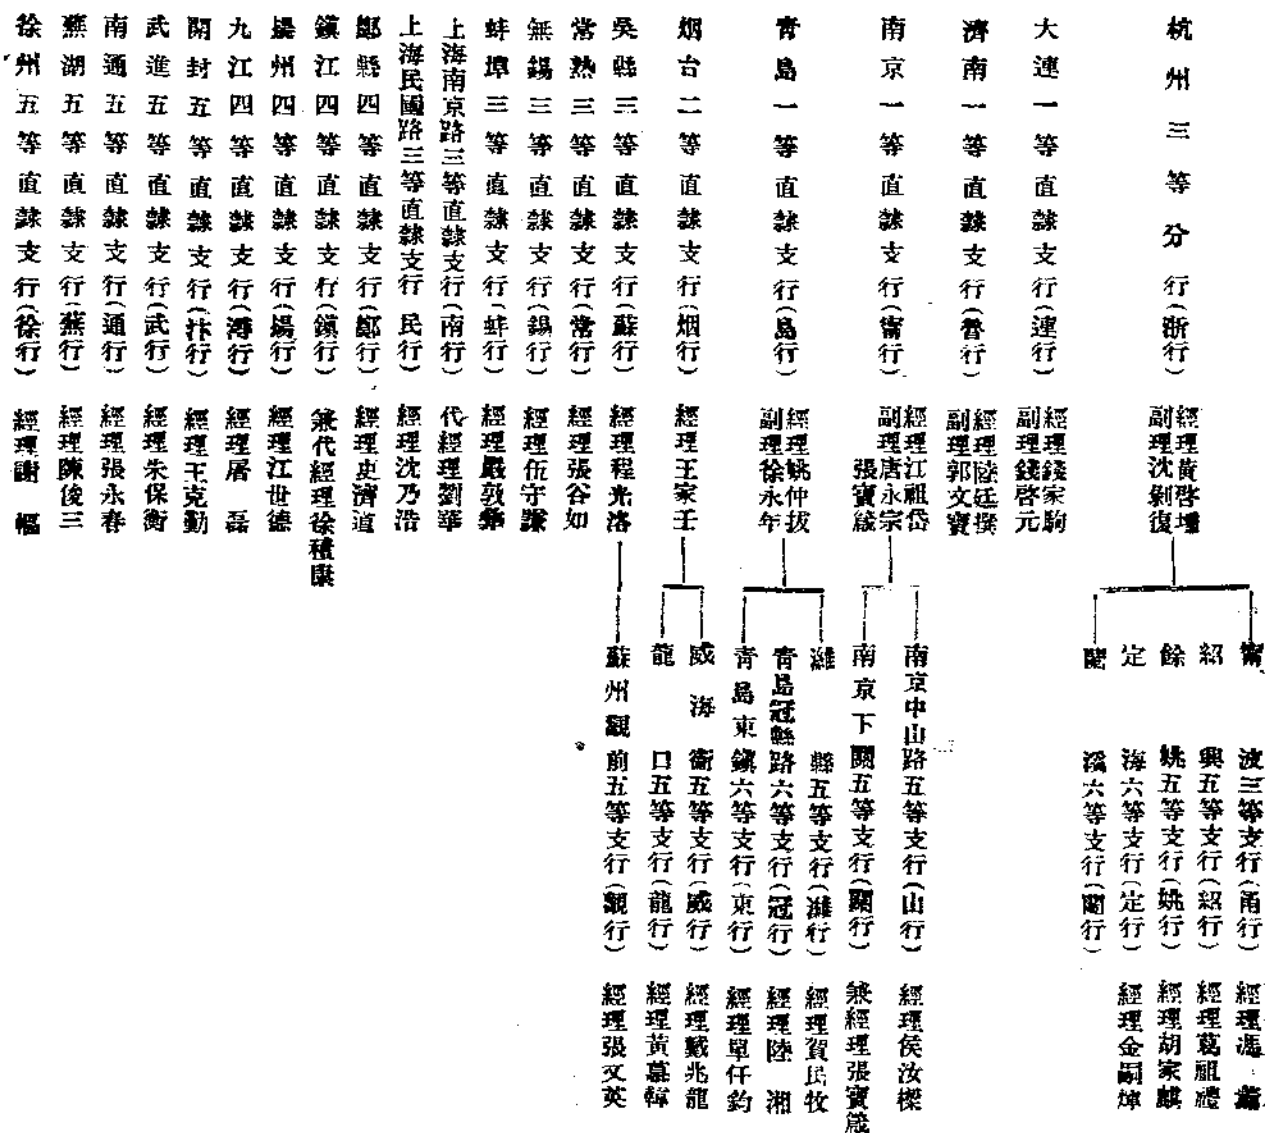 杭州三等分行(浙行) 經理黃啓壎 副理沈劍復
甯波三等支行(甬行) 經理馮
紹興五等支行(紹行) 經理葛祖禮
餘姚五等支行(姚行) 經理胡家麒
定海六等支行(定行) 經理金嗣焯
蘭溪六等支行(蘭行)
大連一等直隸支行(連行) 經理錢家駒 副理錢啓元
濟南一等直隸支行(魯行) 經理陸廷撰 副理郭文寶
南京一等直隸支行(甯行) 經理江祖岱 副理唐永宗 張寶箴
南京中山路五等支行(山行) 經理侯汝櫟
南京下關五等支行(關行) 兼經理張寶箴
青島一等直隸支行(島行) 經理姚仲拔 副理徐永年
濰縣五等支行(濰行) 經理賀民牧
青島冠縣路六等支行(冠行) 經理陸湘
青島東鎮六等支行(東行) 經理單仟鈞
烟台二等直隸支行(烟行) 經理王家壬
威海衞五等支行(威行) 經理戴兆龍
龍口五等支行(龍行) 經理黃慕韓
吳縣三等直隸支行(蘇行) 經理程光洛
蘇州觀前五等支行(觀行) 經理張文英
常熟三等直隸支行(常行) 經理張谷如
無錫三等直隸支行(錫行) 經理伍守謙
蚌埠三等直隸支行(蚌行) 經理嚴敦彝
上海南京路三等直隸支行(南行) 代經理劉華
上海民國路三等直隸支行 民行) 經理沈乃浩
鄭縣四等直隸支行(鄭行) 經理吏濟道
鎮江四等直隸支行(鎮行) 兼代經理徐積康
揚州四等直隸支行(揚行) 經理江世德
九江四等直隸支行(潯行) 經理屠磊
開封五等直隸支行(汴行) 經理王克勤
武進五等直隸支行(武行) 經理朱保衡
南通五等直隸支行(通行) 經理張永春
蕪湖五等直隸支行(蕪行) 經理陳俊三
徐州五等直隸支行(徐行) 經理謝